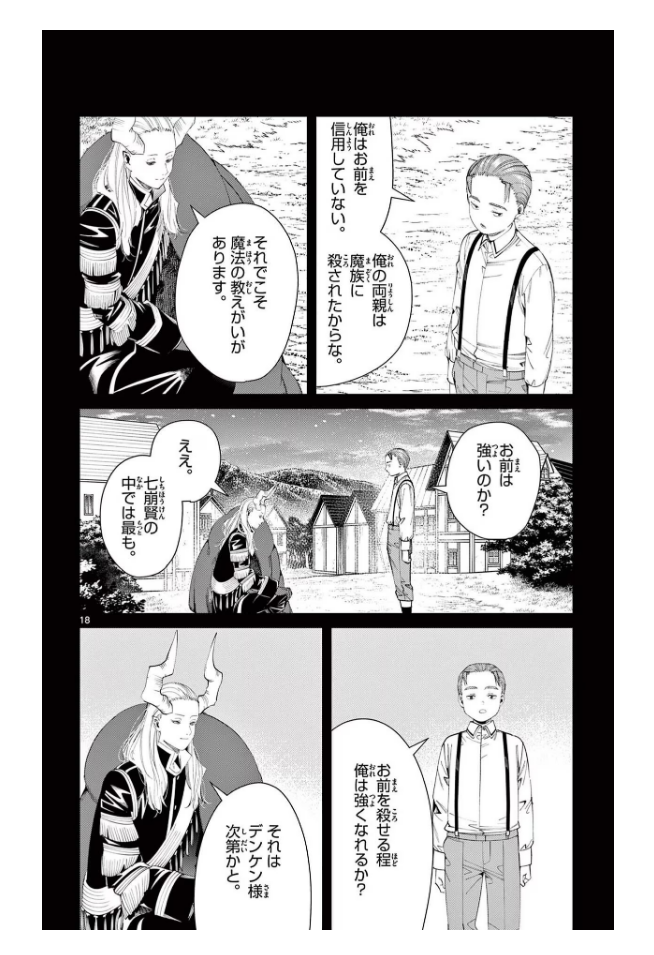 俺はお前を
信用していない。
俺の両親は
魔族に
殺されたからな。
それでこそ
魔法の教えがいが
あります。
お前は
強いのか?
ええ。
七崩賢の
中では最も。
18
お前を殺せる程
俺は強くなれるか?
それは
デンケン様
次第かと。